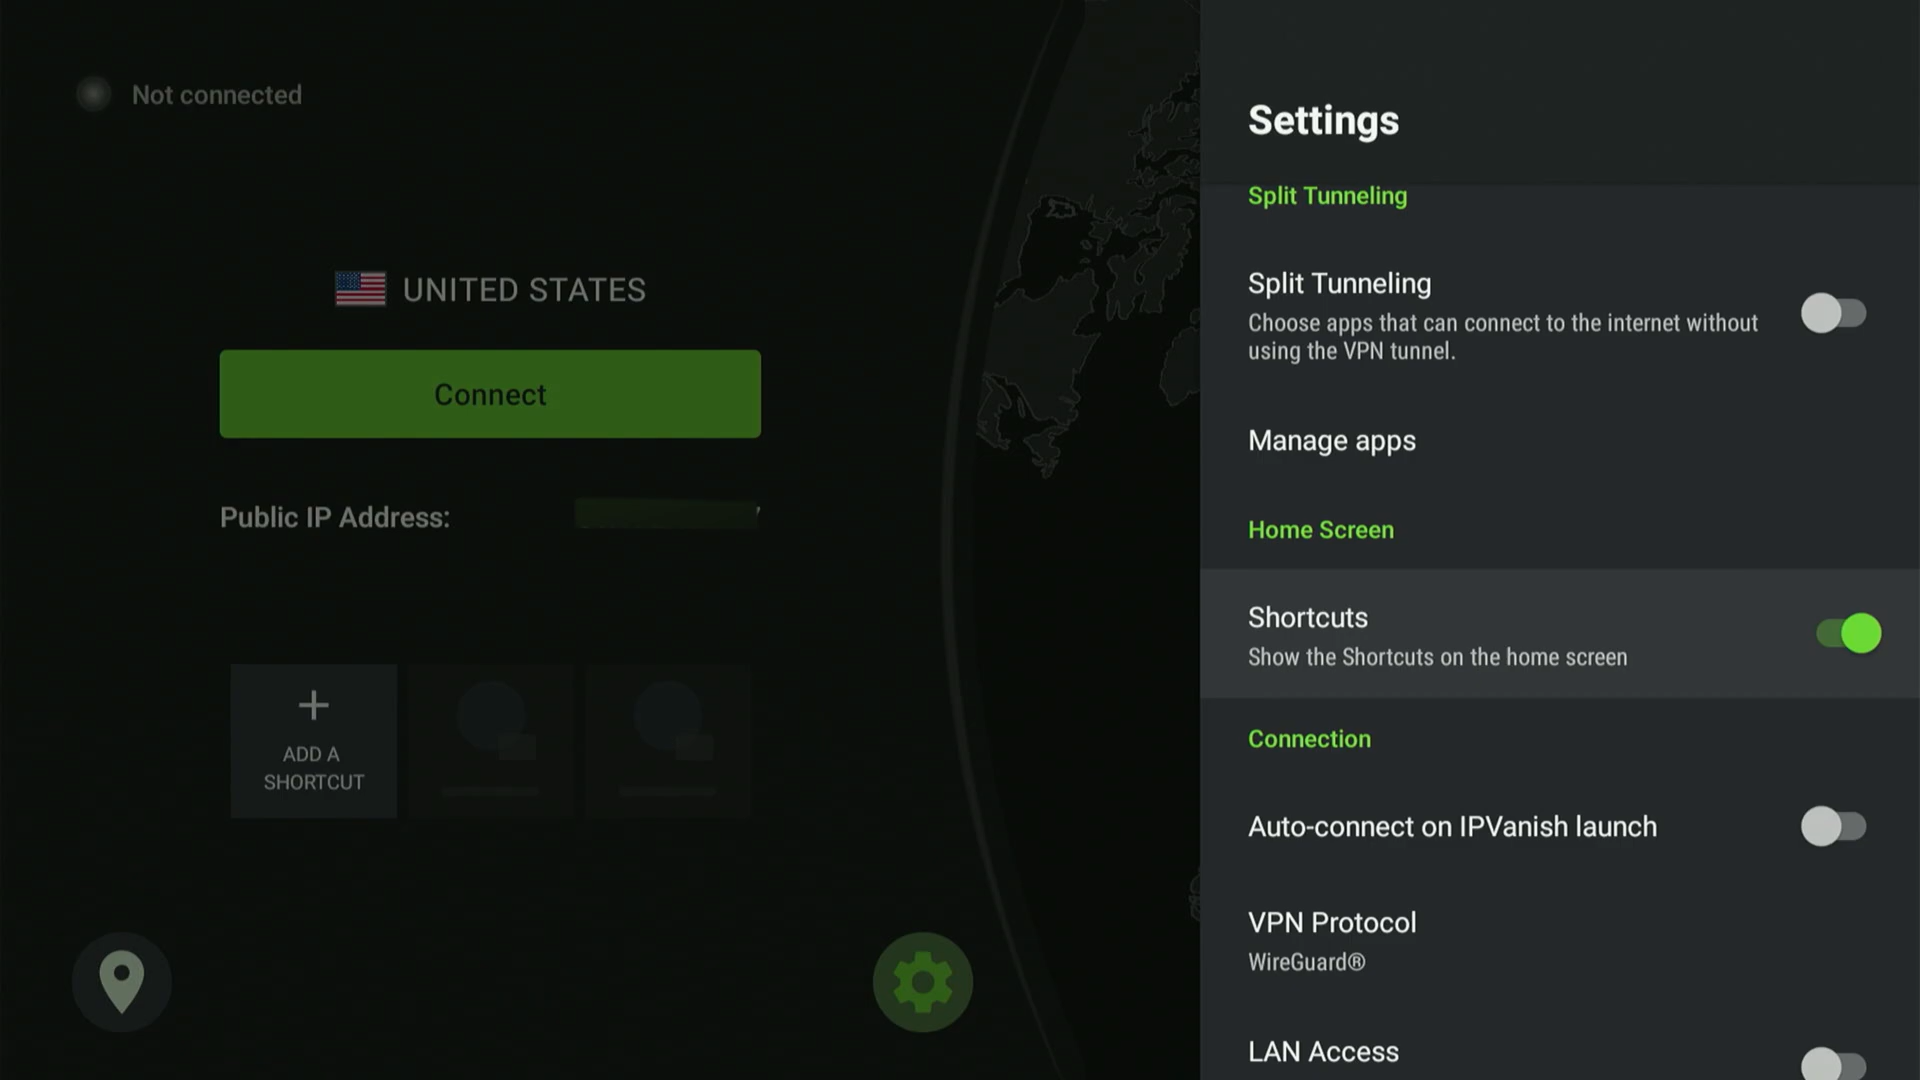 Not connected
UNITED STATES
Connect
Public IP Address:
+
ADD A
SHORTCUT
Settings
Split Tunneling
Split Tunneling
Choose apps that can connect to the internet without
using the VPN tunnel.
Manage apps
Home Screen
Shortcuts
Show the Shortcuts on the home screen
Connection
Auto-connect on IPVanish launch
VPN Protocol
WireGuard®
LAN Access